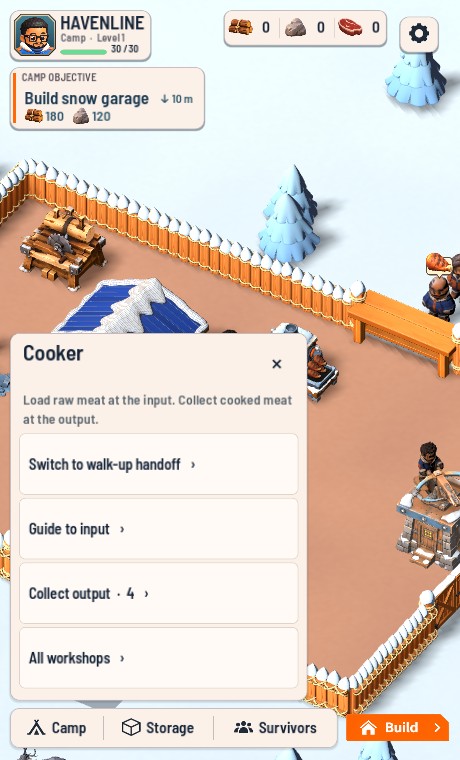 HAVENLINE
Camp · Level 1
30 / 30
0 0 0
CAMP OBJECTIVE
Build snow garage ↓ 10 m
180 120
Cooker
×
Load raw meat at the input. Collect cooked meat
at the output.
Switch to walk-up handoff ›
Guide to input ›
Collect output · 4 ›
All workshops ›
Camp Storage Survivors Build